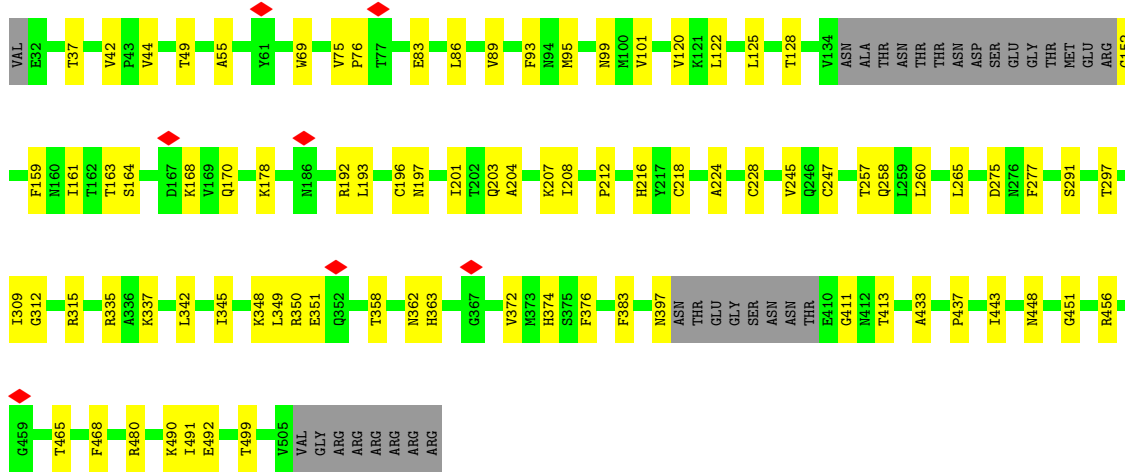 VAL E32 T37 V42 P43 V44 T49 A55 Y61 W69 V75 P76 T77 E83 L86 V89 F93 N94 M95 N99 M100 V101 V120 K121 L122 L125 T128 V134 ASN ALA THR ASN THR THR ASN ASP SER GLU GLY THR MET GLU ARG G152
F159 N160 I161 T162 T163 S164 D167 K168 V169 Q170 K178 N186 R192 L193 C196 N197 I201 T202 Q203 A204 K207 I208 P212 H216 Y217 C218 A224 C228 V245 Q246 C247 T257 Q258 L259 L260 L265 D275 N276 F277 S291 T297
I309 G312 R315 R335 A336 K337 L342 I345 K348 L349 R350 E351 Q352 T358 N362 H363 G367 V372 M373 H374 S375 F376 F383 N397 ASN THR GLU GLY SER ASN ASN THR E410 G411 N412 T413 A433 P437 I443 N448 G451 R456
G459 T465 F468 R480 K490 I491 E492 T499 V505 VAL GLY ARG ARG ARG ARG ARG ARG